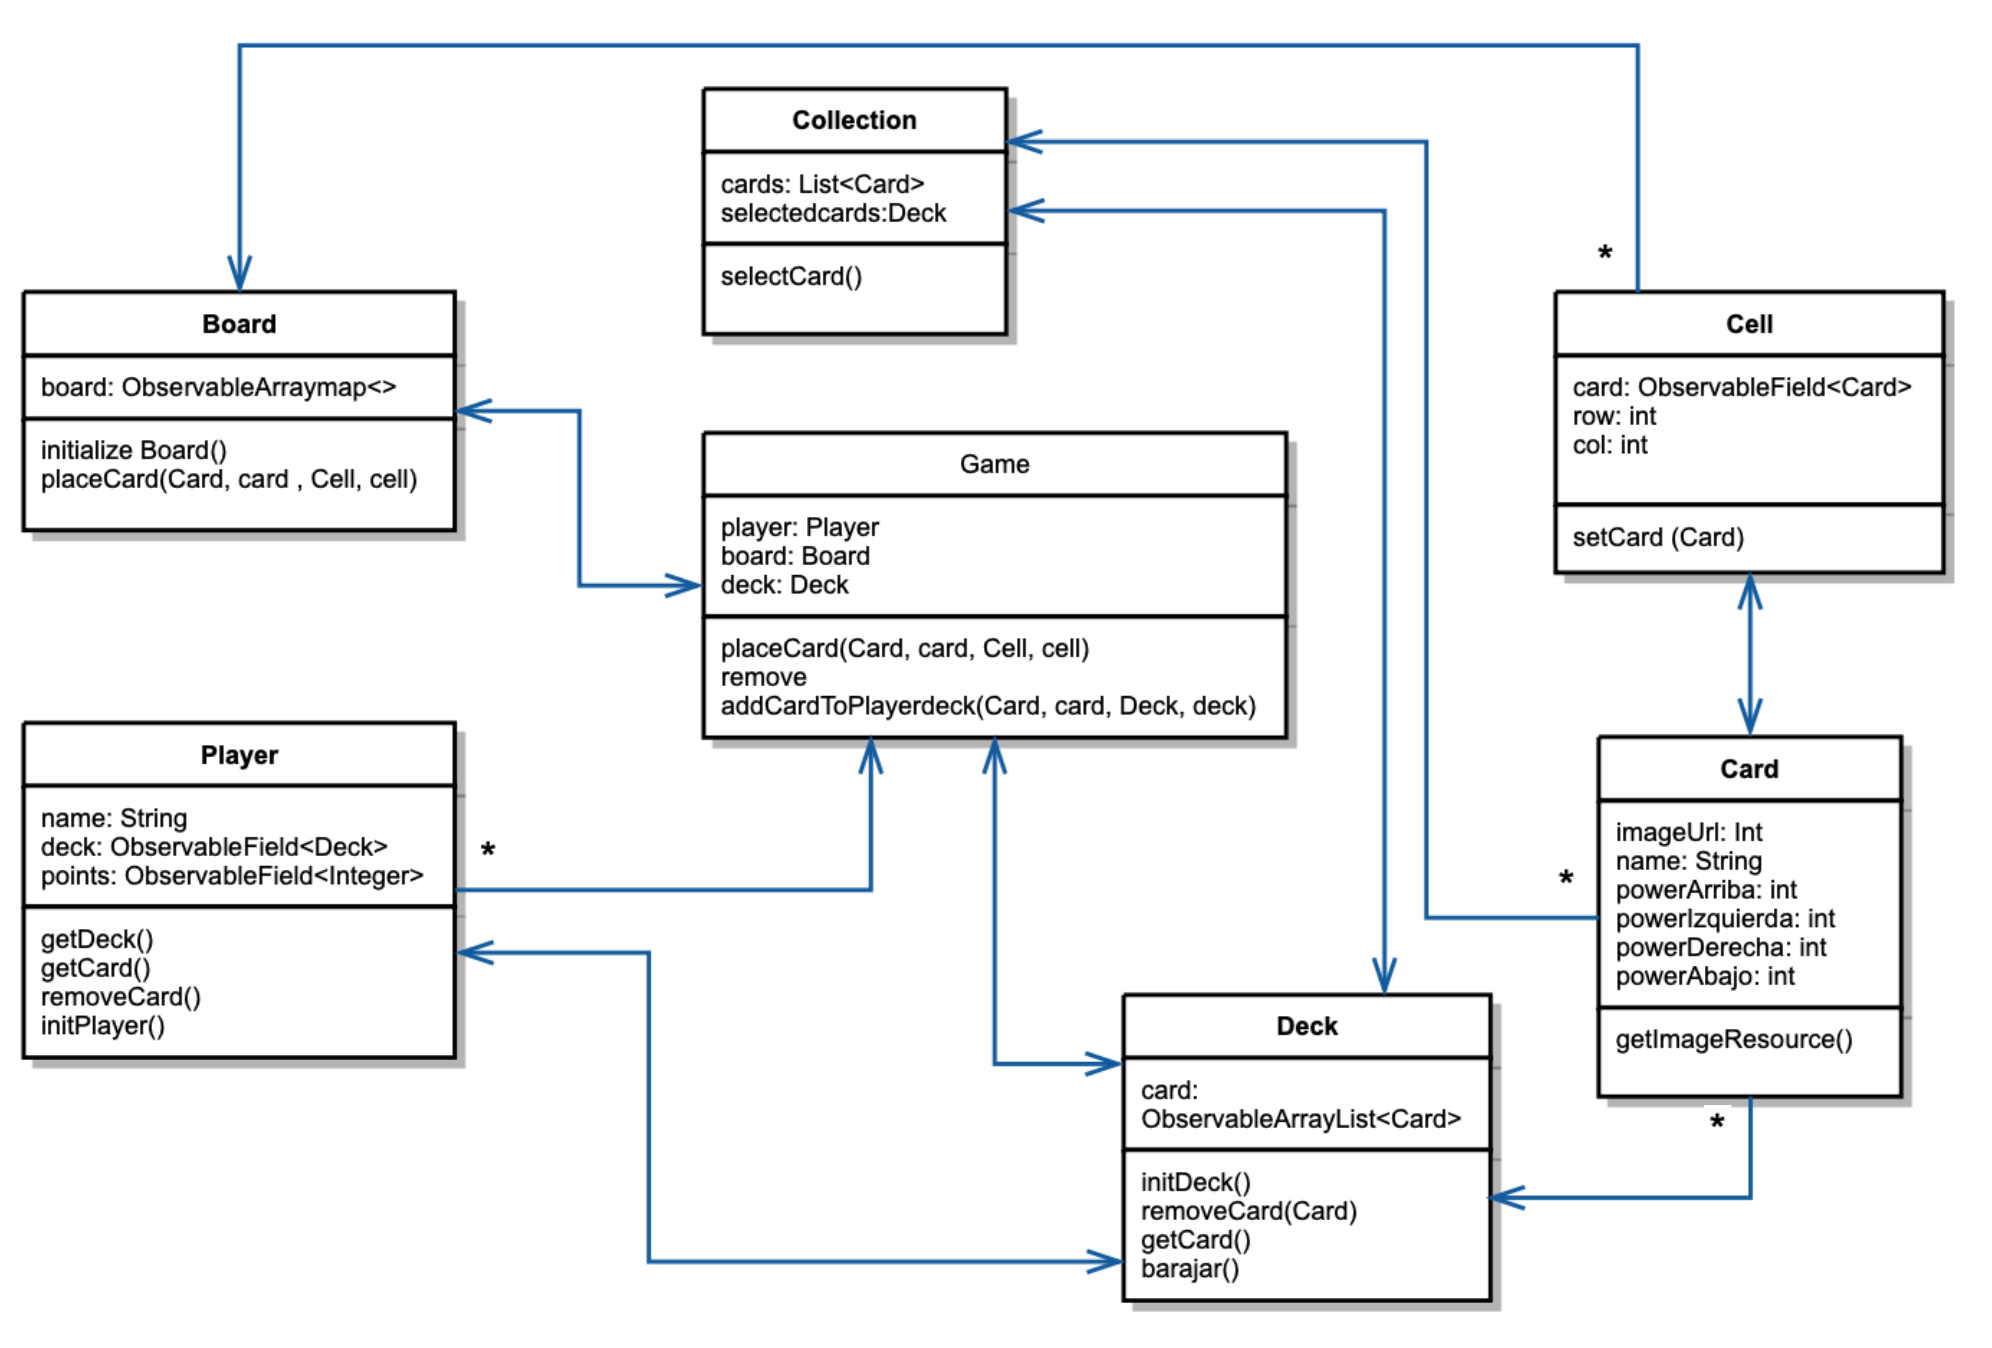 Collection
cards: List<Card>
selectedcards:Deck
selectCard()
*
Board
board: ObservableArraymap<>
initialize Board()
placeCard(Card, card , Cell, cell)
Cell
card: ObservableField<Card>
row: int
col: int
setCard (Card)
Game
player: Player
board: Board
deck: Deck
placeCard(Card, card, Cell, cell)
remove
addCardToPlayerdeck(Card, card, Deck, deck)
Player
name: String
deck: ObservableField<Deck>
points: ObservableField<Integer>
getDeck()
getCard()
removeCard()
initPlayer()
*
*
Card
imageUrl: Int
name: String
powerArriba: int
powerIzquierda: int
powerDerecha: int
powerAbajo: int
getImageResource()
*
Deck
card:
ObservableArrayList<Card>
initDeck()
removeCard(Card)
getCard()
barajar()